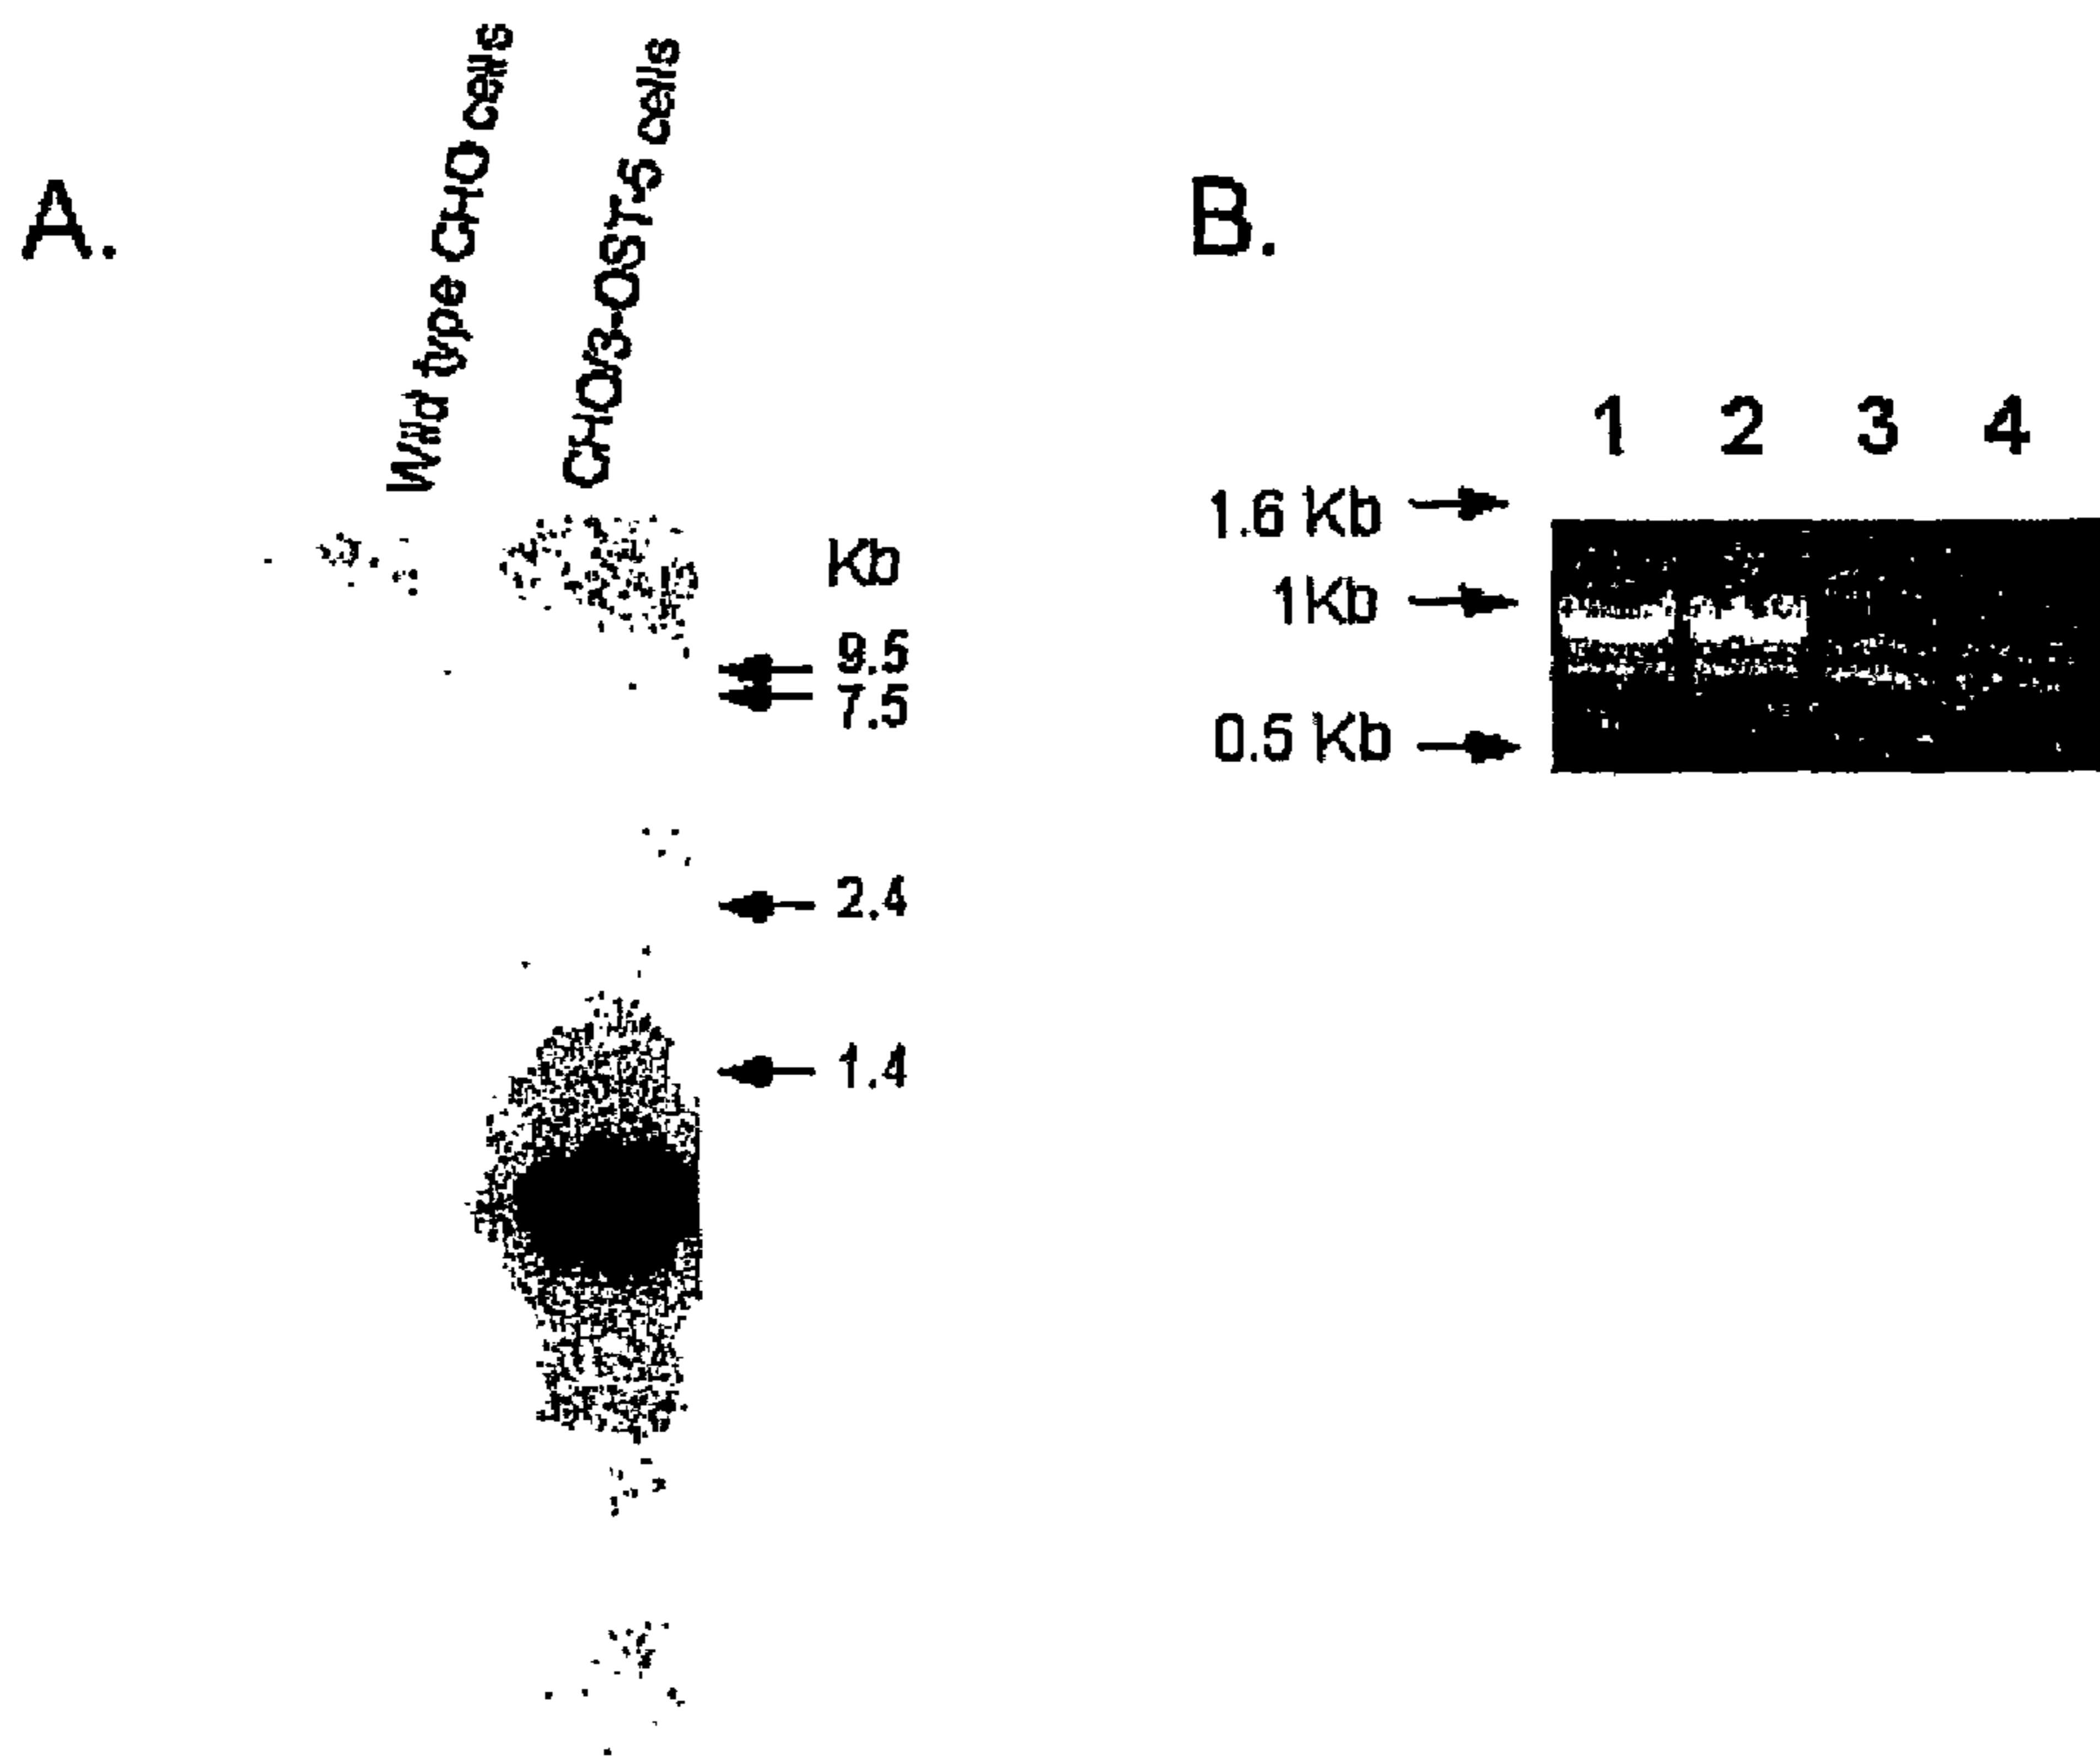 A.
Wild type CHO cells
CHO/3-OST-5 cells
Kb
9.5
7.5
2.4
1.4
B.
1 2 3 4
1.6 Kb
1Kb
0.5 Kb